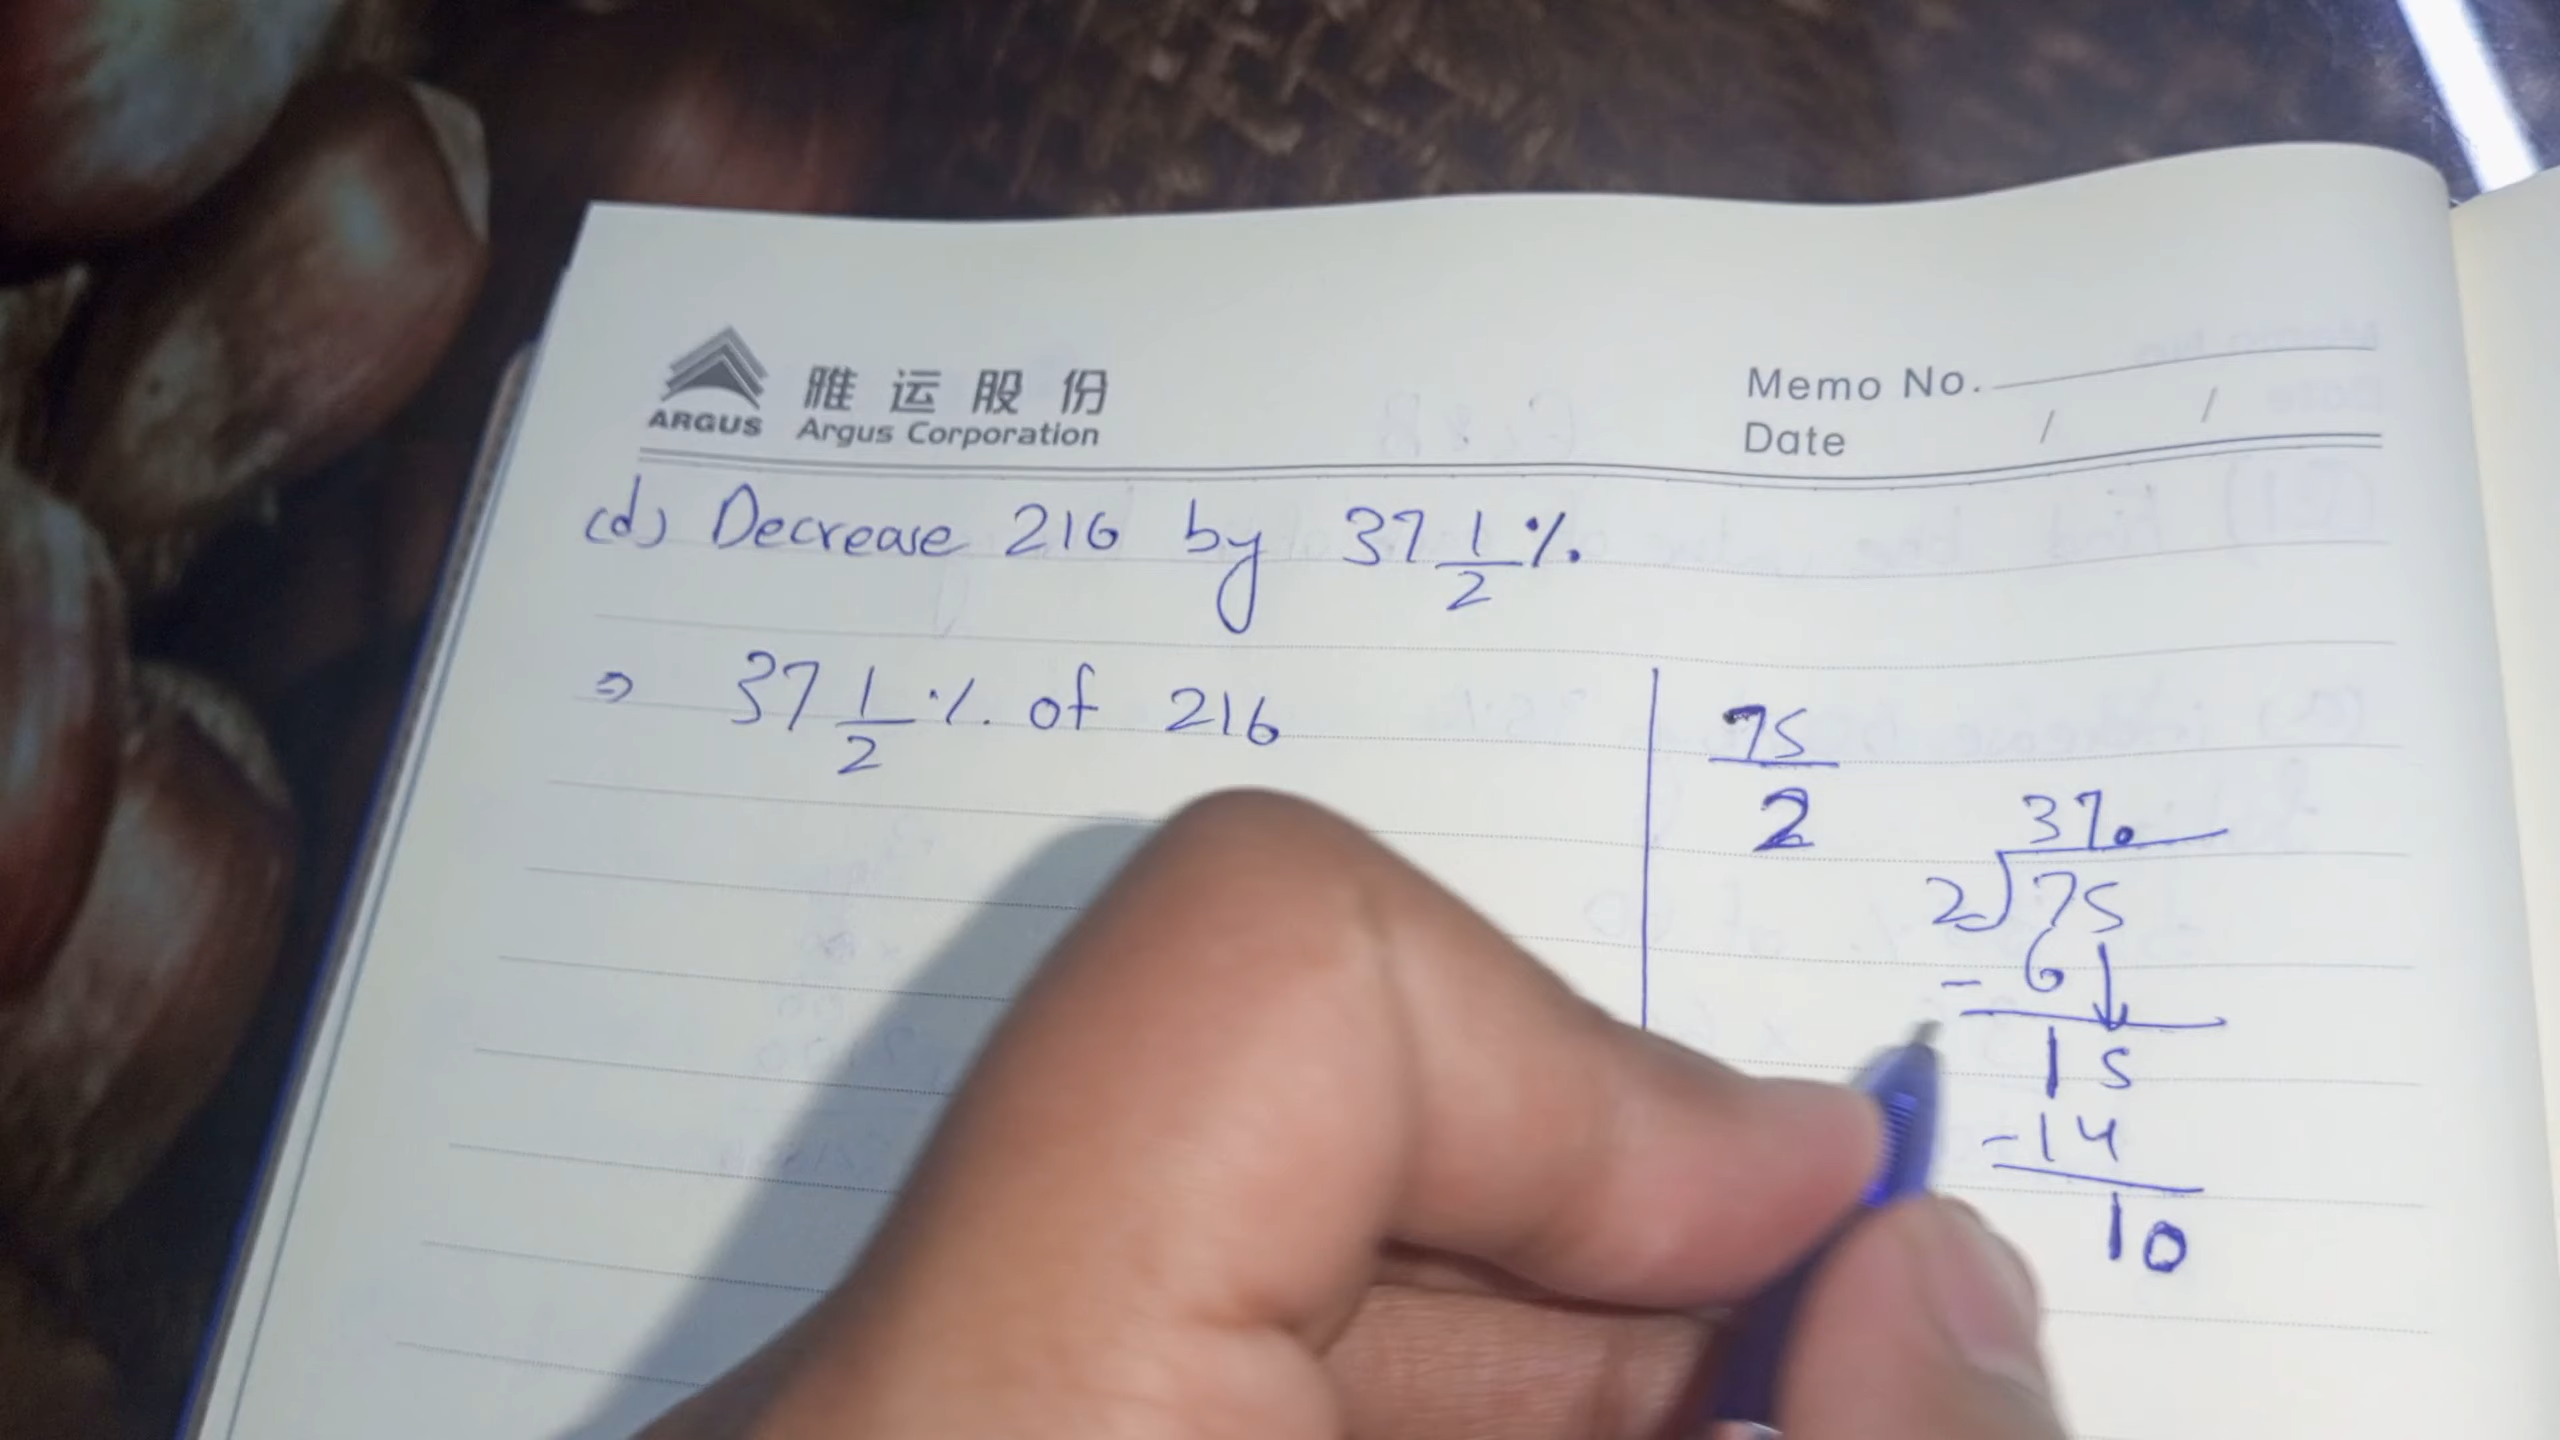 雅运股份
ARGUS Argus Corporation
Memo No.
Date / /
(d) Decrease 216 by 37 1/2 %.
⇒ 37 1/2 % of 216
75
2
37.
2)75
- 6
15
-14
10